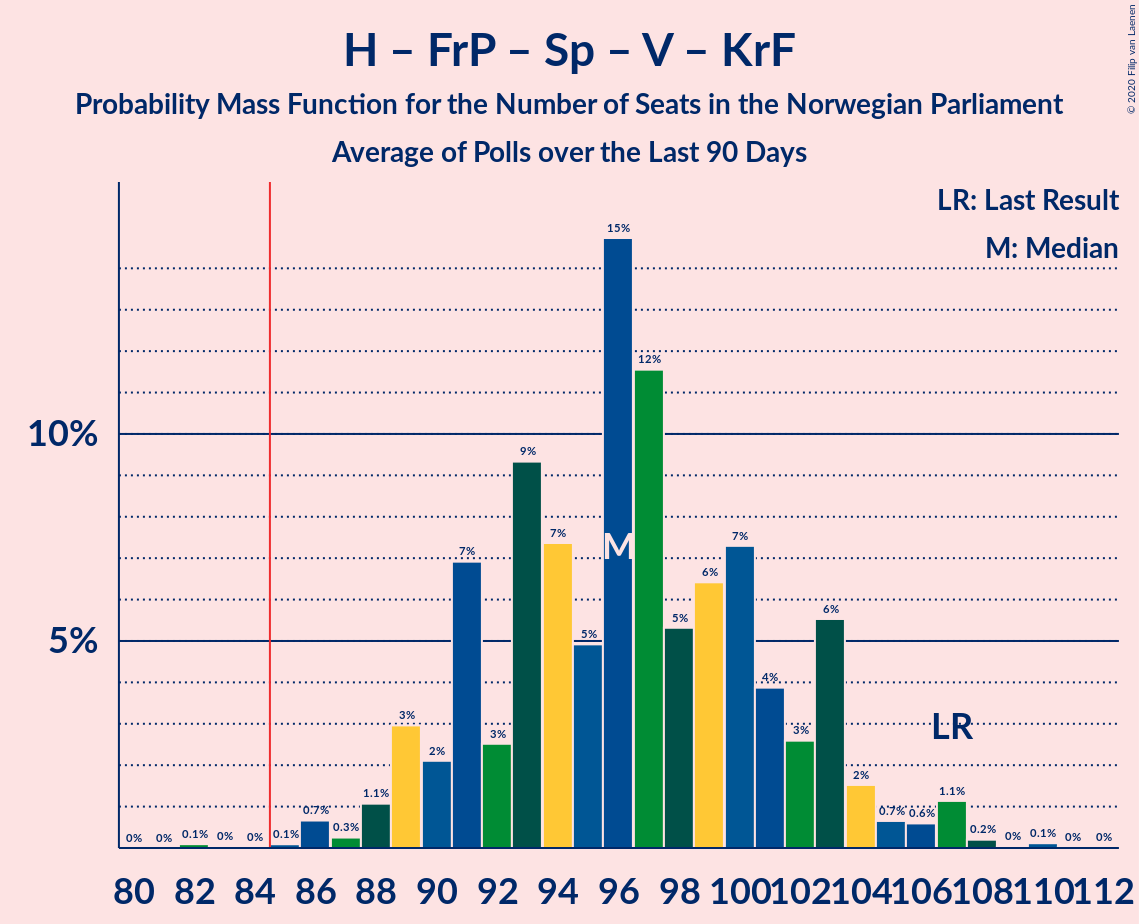 H – FrP – Sp – V – KrF
Probability Mass Function for the Number of Seats in the Norwegian Parliament
Average of Polls over the Last 90 Days
© 2020 Filip van Laenen
LR: Last Result
M: Median
15%
12%
10%
9%
7%
7%
7%
6%
6%
5%
5%
5%
4%
3%
3%
3%
2%
2%
1.1%
1.1%
0.7%
0.7%
0.6%
0.3%
0.2%
0% 0% 0.1% 0% 0% 0.1% 0% 0.1% 0% 0%
M
LR
80 82 84 86 88 90 92 94 96 98 100 102 104 106 108 110 112